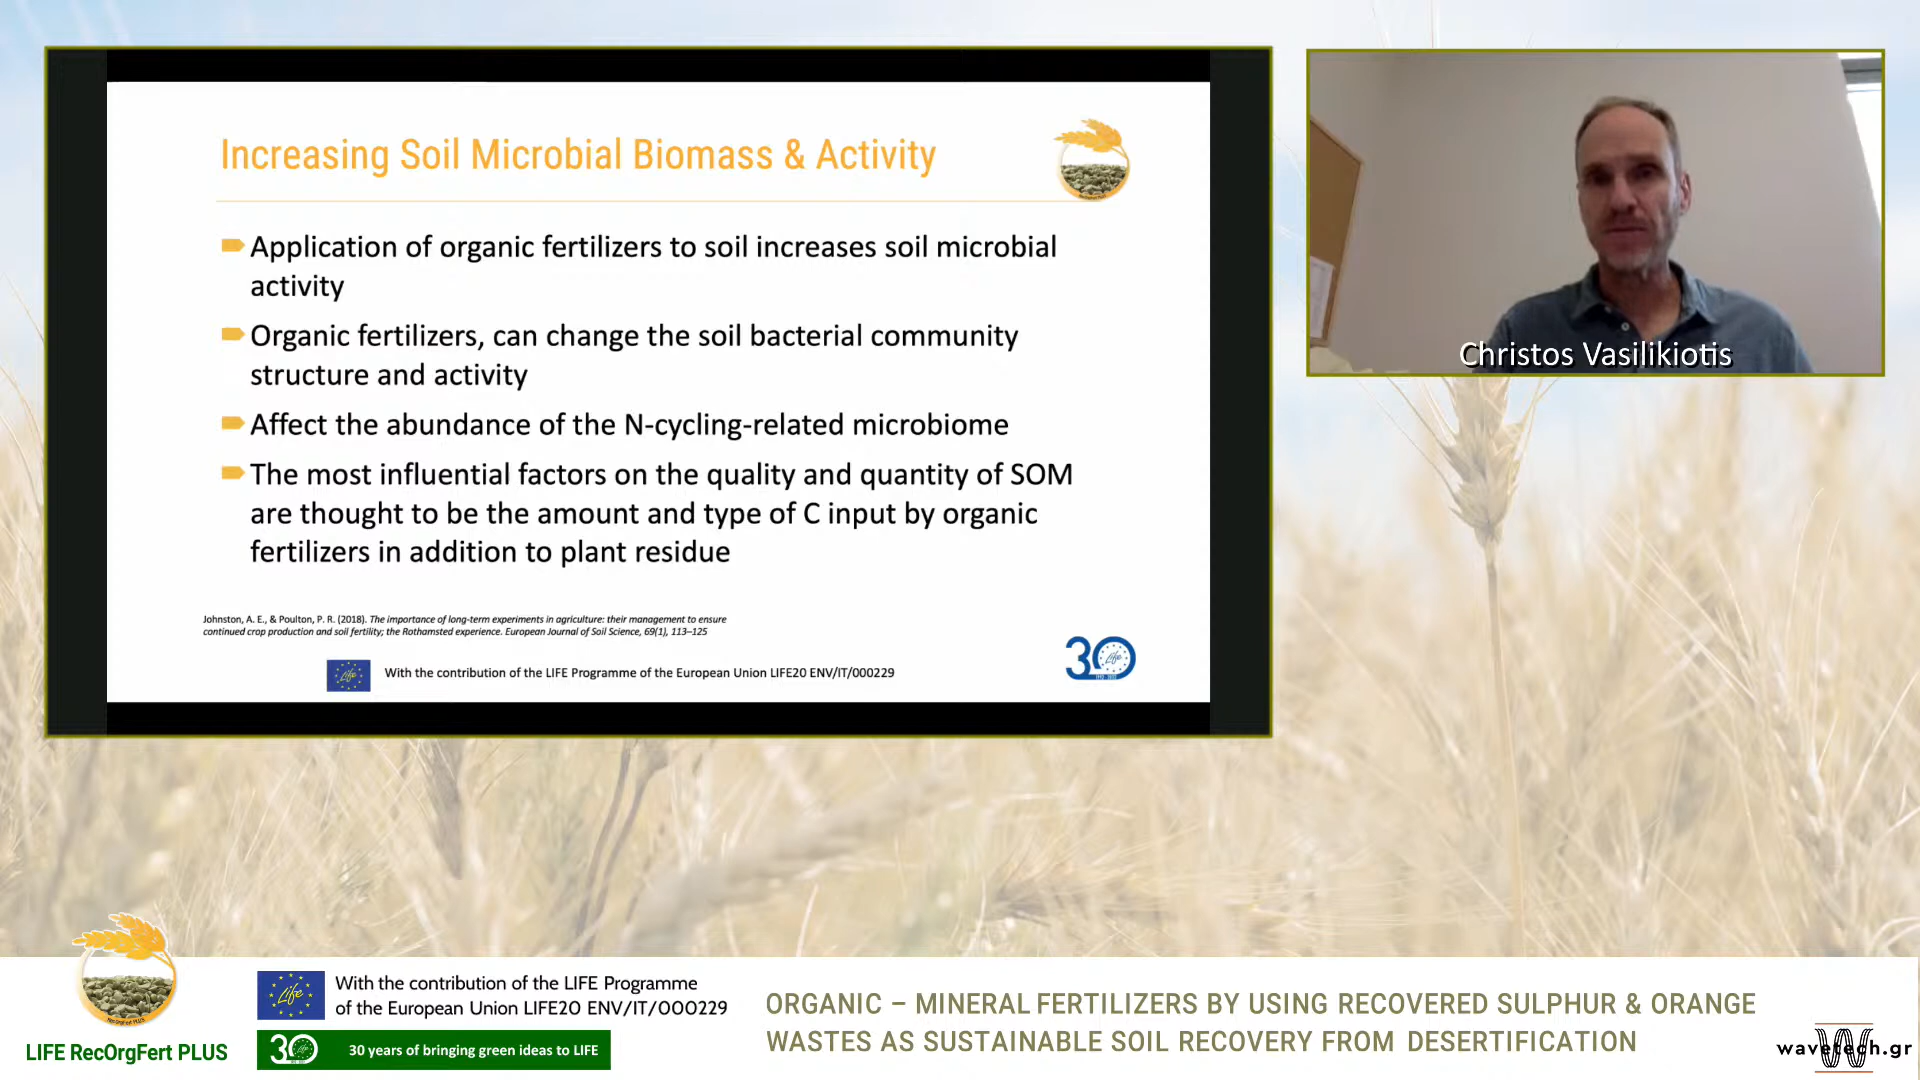 Increasing Soil Microbial Biomass & Activity
Application of organic fertilizers to soil increases soil microbial
activity
Organic fertilizers, can change the soil bacterial community
structure and activity
Affect the abundance of the N-cycling-related microbiome
The most influential factors on the quality and quantity of SOM
are thought to be the amount and type of C input by organic
fertilizers in addition to plant residue
Johnston, A. E., & Poulton, P. R. (2018). The importance of long-term experiments in agriculture: their management to ensure
continued crop production and soil fertility; the Rothamsted experience. European Journal of Soil Science, 69(1), 113–125
Life
With the contribution of the LIFE Programme of the European Union LIFE20 ENV/IT/000229
30
Life
Christos Vasilikiotis
RecOrgFert PLUS
LIFE RecOrgFert PLUS
Life
With the contribution of the LIFE Programme
of the European Union LIFE20 ENV/IT/000229
30
30 years of bringing green ideas to LIFE
ORGANIC – MINERAL FERTILIZERS BY USING RECOVERED SULPHUR & ORANGE
WASTES AS SUSTAINABLE SOIL RECOVERY FROM DESERTIFICATION
wavetech.gr